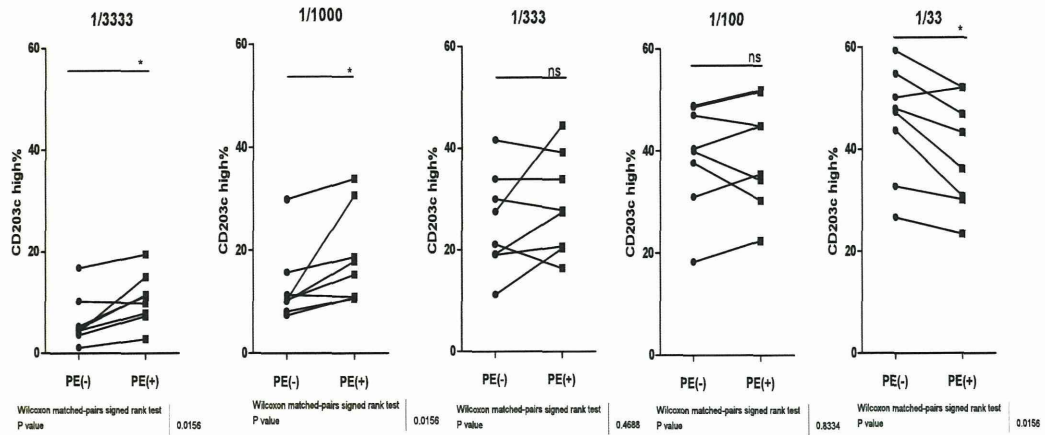 1/3333
*
60
40
20
0
CD203c high%
PE(-) PE(+)
Wilcoxon matched-pairs signed rank test
P value 0.0156
1/1000
*
60
40
20
0
CD203c high%
PE(-) PE(+)
Wilcoxon matched-pairs signed rank test
P value 0.0156
1/333
ns
60
40
20
0
CD203c high%
PE(-) PE(+)
Wilcoxon matched-pairs signed rank test
P value 0.4688
1/100
ns
60
40
20
0
CD203c high%
PE(-) PE(+)
Wilcoxon matched-pairs signed rank test
P value 0.8334
1/33
*
60
40
20
0
CD203c high%
PE(-) PE(+)
Wilcoxon matched-pairs signed rank test
P value 0.0156